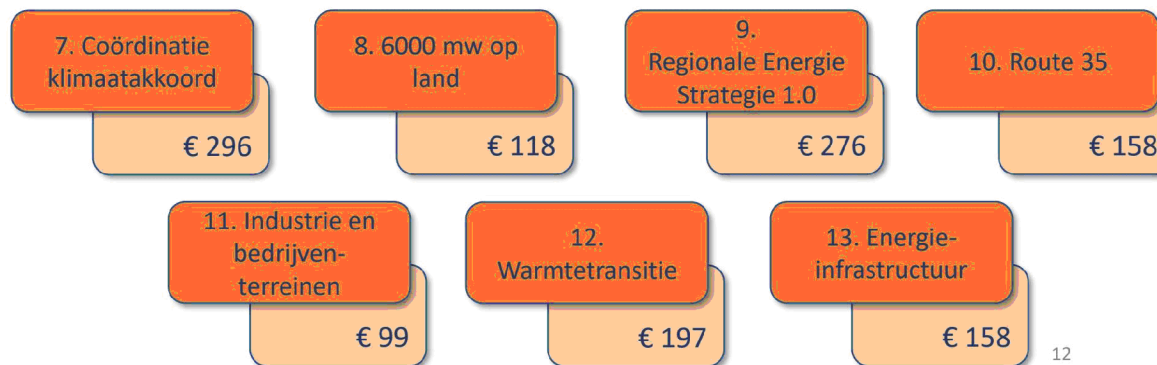 7. Coördinatie
klimaatakkoord
€ 296
8. 6000 mw op
land
€ 118
9.
Regionale Energie
Strategie 1.0
€ 276
10. Route 35
€ 158
11. Industrie en
bedrijven-
terreinen
€ 99
12.
Warmtetransitie
€ 197
13. Energie-
infrastructuur
€ 158
12